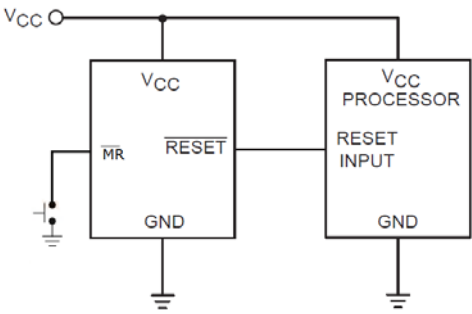 VCC
VCC
MR
RESET
GND
VCC
PROCESSOR
RESET
INPUT
GND